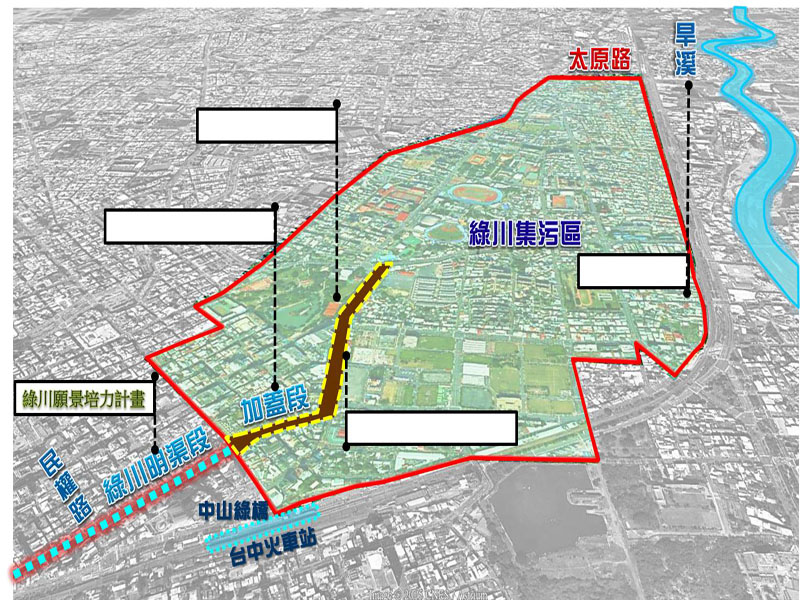 太原路
旱溪
綠川集污區
綠川願景培力計畫
加蓋段
綠川明渠段
民權路
中山綠橋
台中火車站